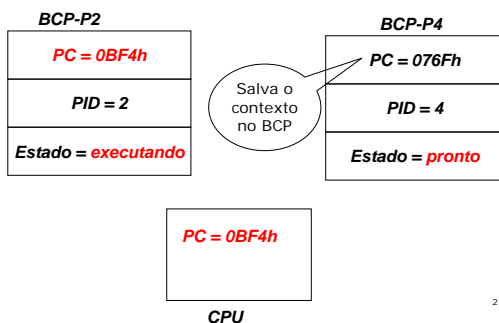 BCP-P2
PC = 0BF4h
PID = 2
Estado = executando
Salva o
contexto
no BCP
BCP-P4
PC = 076Fh
PID = 4
Estado = pronto
PC = 0BF4h
CPU